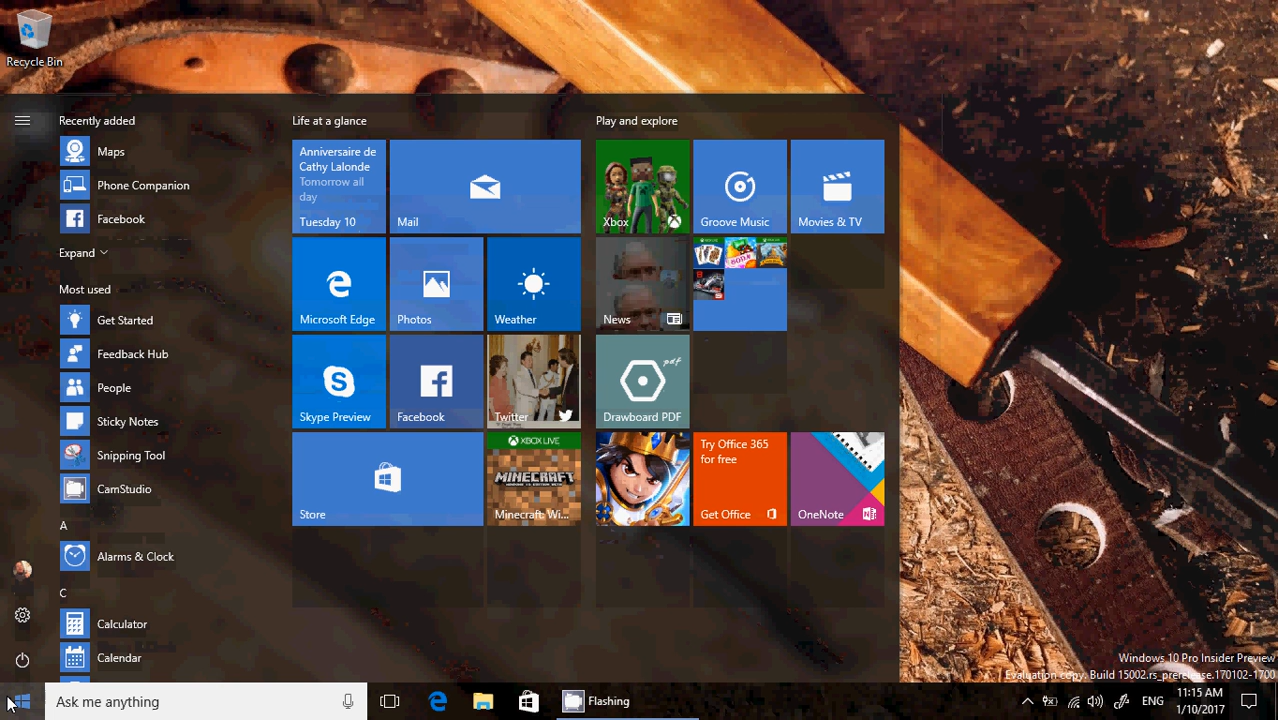 Recycle Bin
Recently added
Maps
Phone Companion
Facebook
Expand
Most used
Get Started
Feedback Hub
People
Sticky Notes
Snipping Tool
CamStudio
A
Alarms & Clock
C
Calculator
Calendar
Life at a glance
Anniversaire de
Cathy Lalonde
Tomorrow all
day
Tuesday 10
Mail
Microsoft Edge
Photos
Weather
Skype Preview
Facebook
Twitter
Store
XBOX LIVE
MINECRAFT
Minecraft: Wi...
Play and explore
Xbox
Groove Music
Movies & TV
News
pdf
Drawboard PDF
Try Office 365
for free
Get Office
OneNote
Windows 10 Pro Insider Preview
Evaluation copy. Build 15002.rs_prerelease.170102-1700
Ask me anything
Flashing
ENG
11:15 AM
1/10/2017